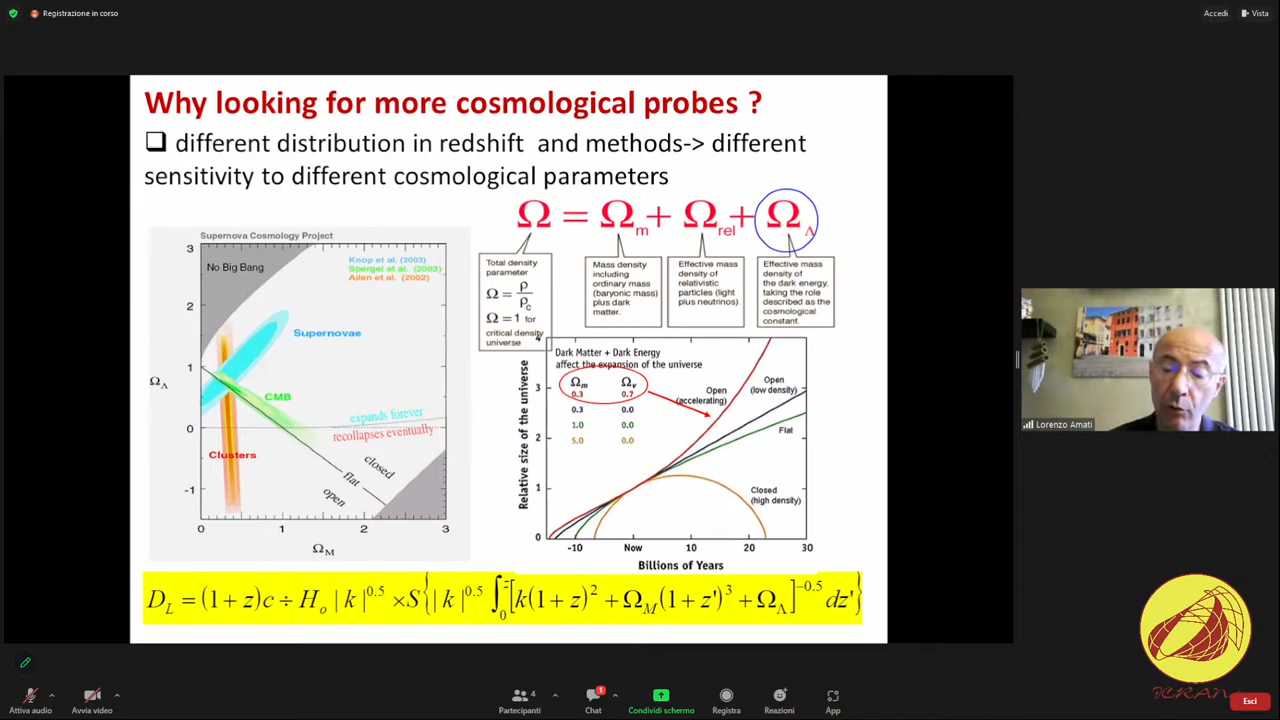 Registrazione in corso
Accedi
Vista
Why looking for more cosmological probes ?
different distribution in redshift and methods-> different
sensitivity to different cosmological parameters
Ω = Ωm + Ωrel + ΩΛ
Total density
parameter
Ω = ρ/ρc
Ω = 1 for
critical density
universe
Mass density
including
ordinary mass
(baryonic mass)
plus dark
matter.
Effective mass
density of
relativistic
particles (light
plus neutrinos)
Effective mass
density of
the dark energy,
taking the role
described as the
cosmological
constant.
Supernova Cosmology Project
3
No Big Bang
Knop et al. (2003)
Spergel et al. (2003)
Allen et al. (2002)
2
Supernovae
1
ΩΛ
CMB
expands forever
0
recollapses eventually
Clusters
closed
flat
open
-1
0 1 2 3
ΩM
4
Dark Matter + Dark Energy
affect the expansion of the universe
Ωm Ωv
0.3 0.7
0.3 0.0
1.0 0.0
5.0 0.0
Open
(accelerating)
Open
(low density)
Flat
Closed
(high density)
3
2
1
0
Relative size of the universe
-10 Now 10 20 30
Billions of Years
D_L = (1+z)c ÷ H_o |k|^0.5 × S{|k|^0.5 ∫_0^z [k(1+z)^2 + Ω_M(1+z')^3 + Ω_Λ]^−0.5 dz'}
Lorenzo Amati
ICRAN
Attiva audio
Avvia video
4
Partecipanti
1
Chat
Condividi schermo
Registra
Reazioni
App
Esci